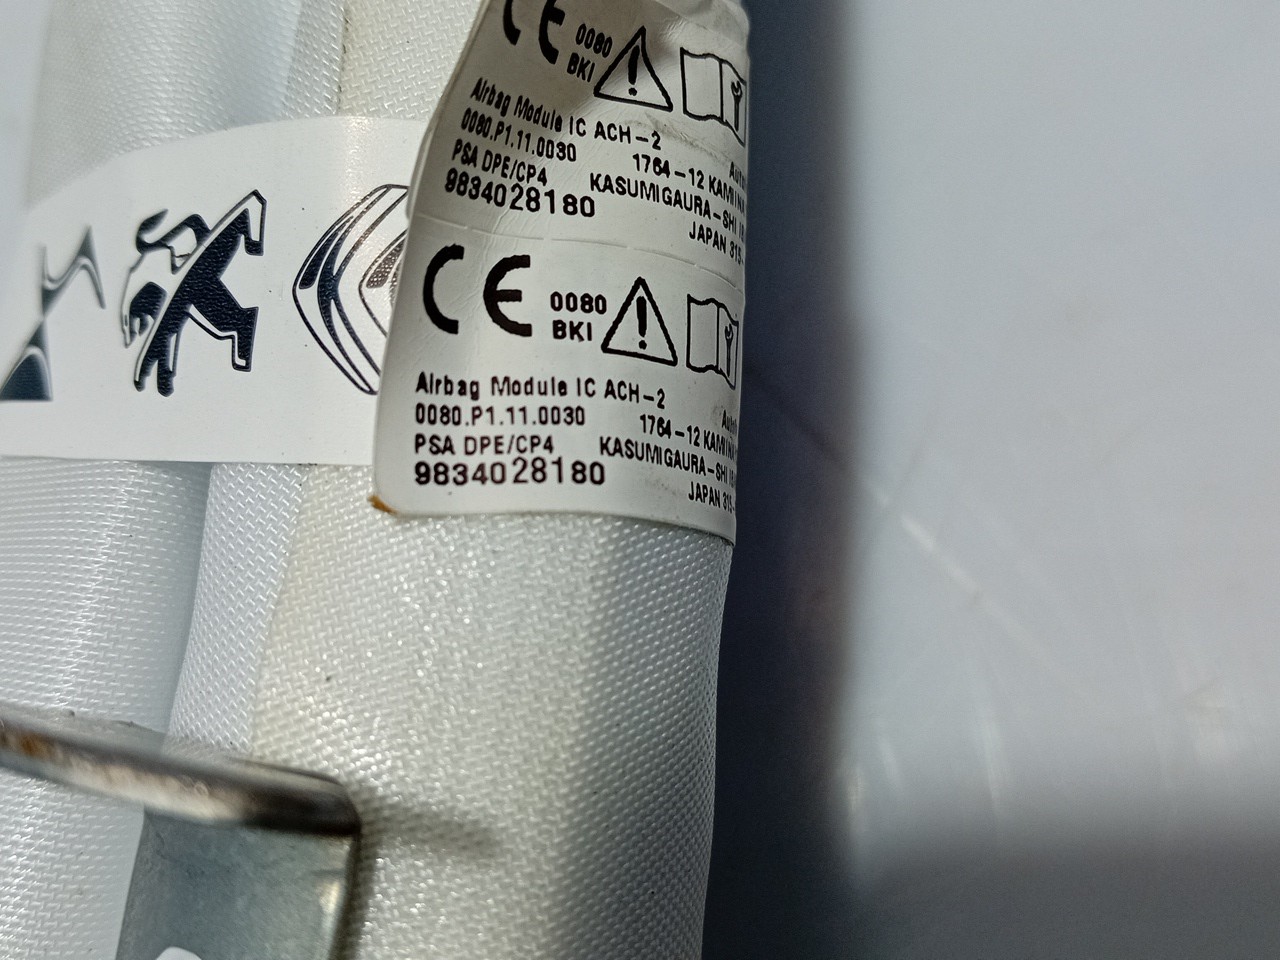 CE 0080
BKI
Airbag Module IC ACH-2
0080.P1.11.0030
1764-12
PSA DPE/CP4
KASUMIGAURA-SHI
9834028180
JAPAN
CE 0080
BKI
Airbag Module IC ACH-2
0080.P1.11.0030
1764-12
PSA DPE/CP4
KASUMIGAURA-SHI
9834028180
JAPAN 315-